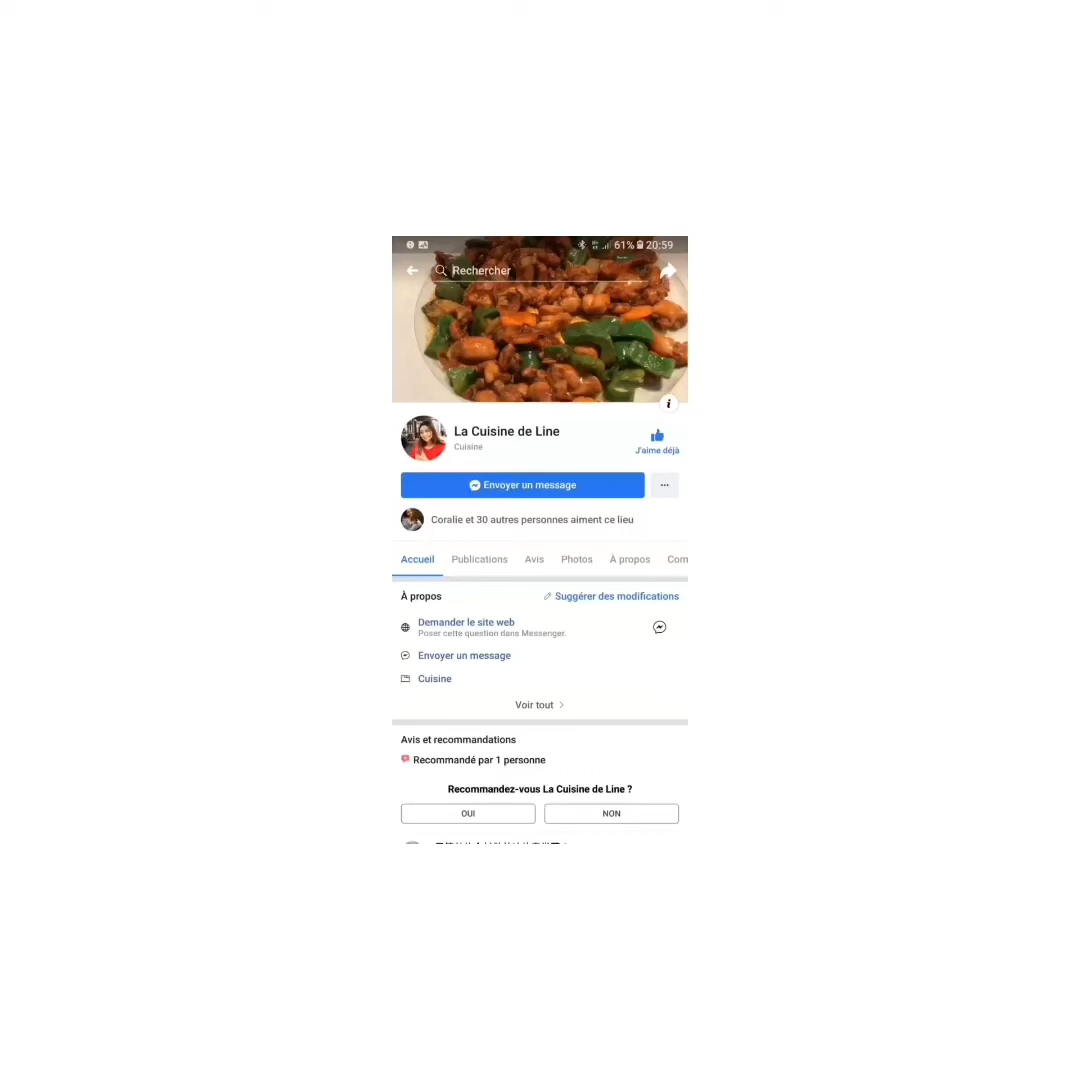 61% 20:59
Rechercher
La Cuisine de Line
Cuisine
J'aime déjà
Envoyer un message
Coralie et 30 autres personnes aiment ce lieu
Accueil Publications Avis Photos À propos Com
À propos Suggérer des modifications
Demander le site web
Poser cette question dans Messenger.
Envoyer un message
Cuisine
Voir tout
Avis et recommandations
Recommandé par 1 personne
Recommandez-vous La Cuisine de Line ?
OUI NON